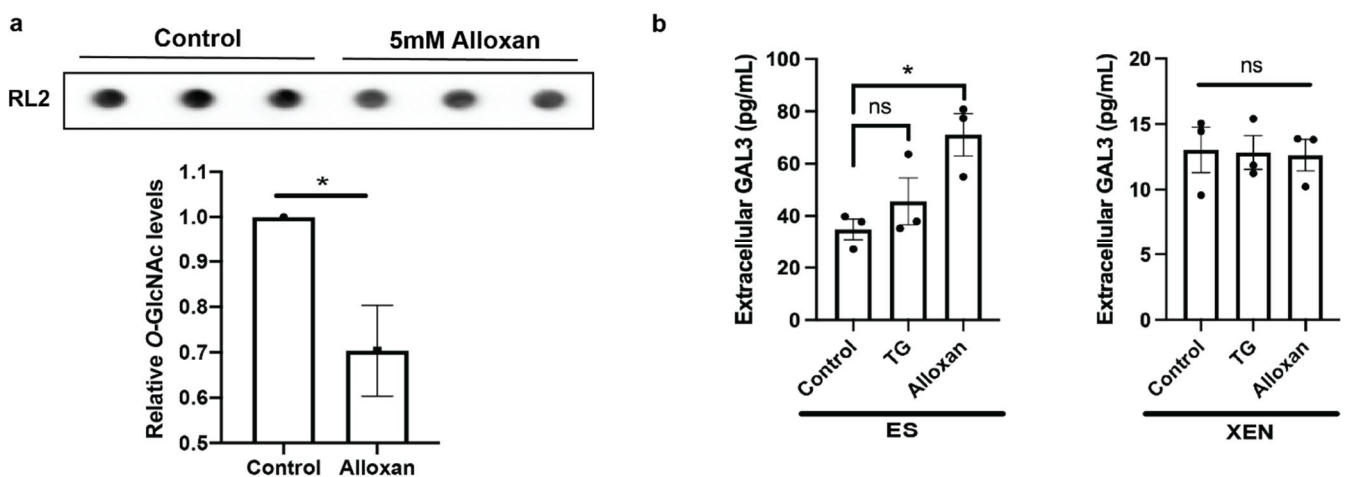 a
Control
5mM Alloxan
RL2
Relative O-GlcNAc levels
1.1
1.0
0.9
0.8
0.7
0.6
0.5
*
Control
Alloxan
b
Extracellular GAL3 (pg/mL)
100
80
60
40
20
0
*
ns
Control
TG
Alloxan
ES
Extracellular GAL3 (pg/mL)
20
15
10
5
0
ns
Control
TG
Alloxan
XEN